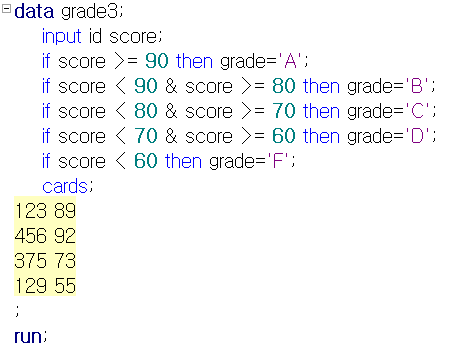 data grade3;
input id score;
if score >= 90 then grade='A';
if score < 90 & score >= 80 then grade='B';
if score < 80 & score >= 70 then grade='C';
if score < 70 & score >= 60 then grade='D';
if score < 60 then grade='F';
cards;
123 89
456 92
375 73
129 55
;
run;